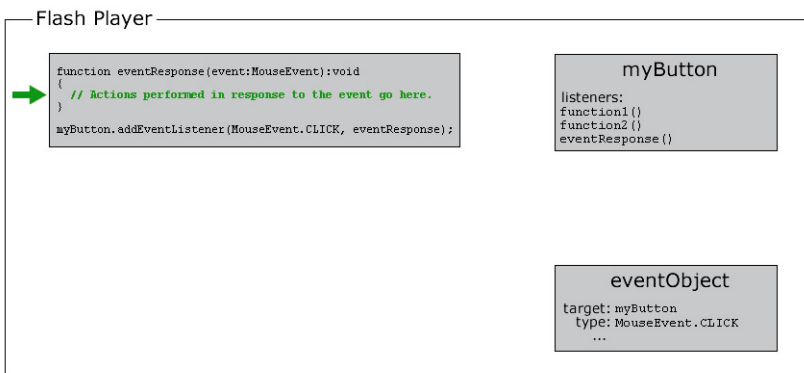 Flash Player
function eventResponse(event:MouseEvent):void
{
// Actions performed in response to the event go here.
}
myButton.addEventListener(MouseEvent.CLICK, eventResponse);
myButton
listeners:
function1()
function2()
eventResponse()
eventObject
target: myButton
type: MouseEvent.CLICK
...